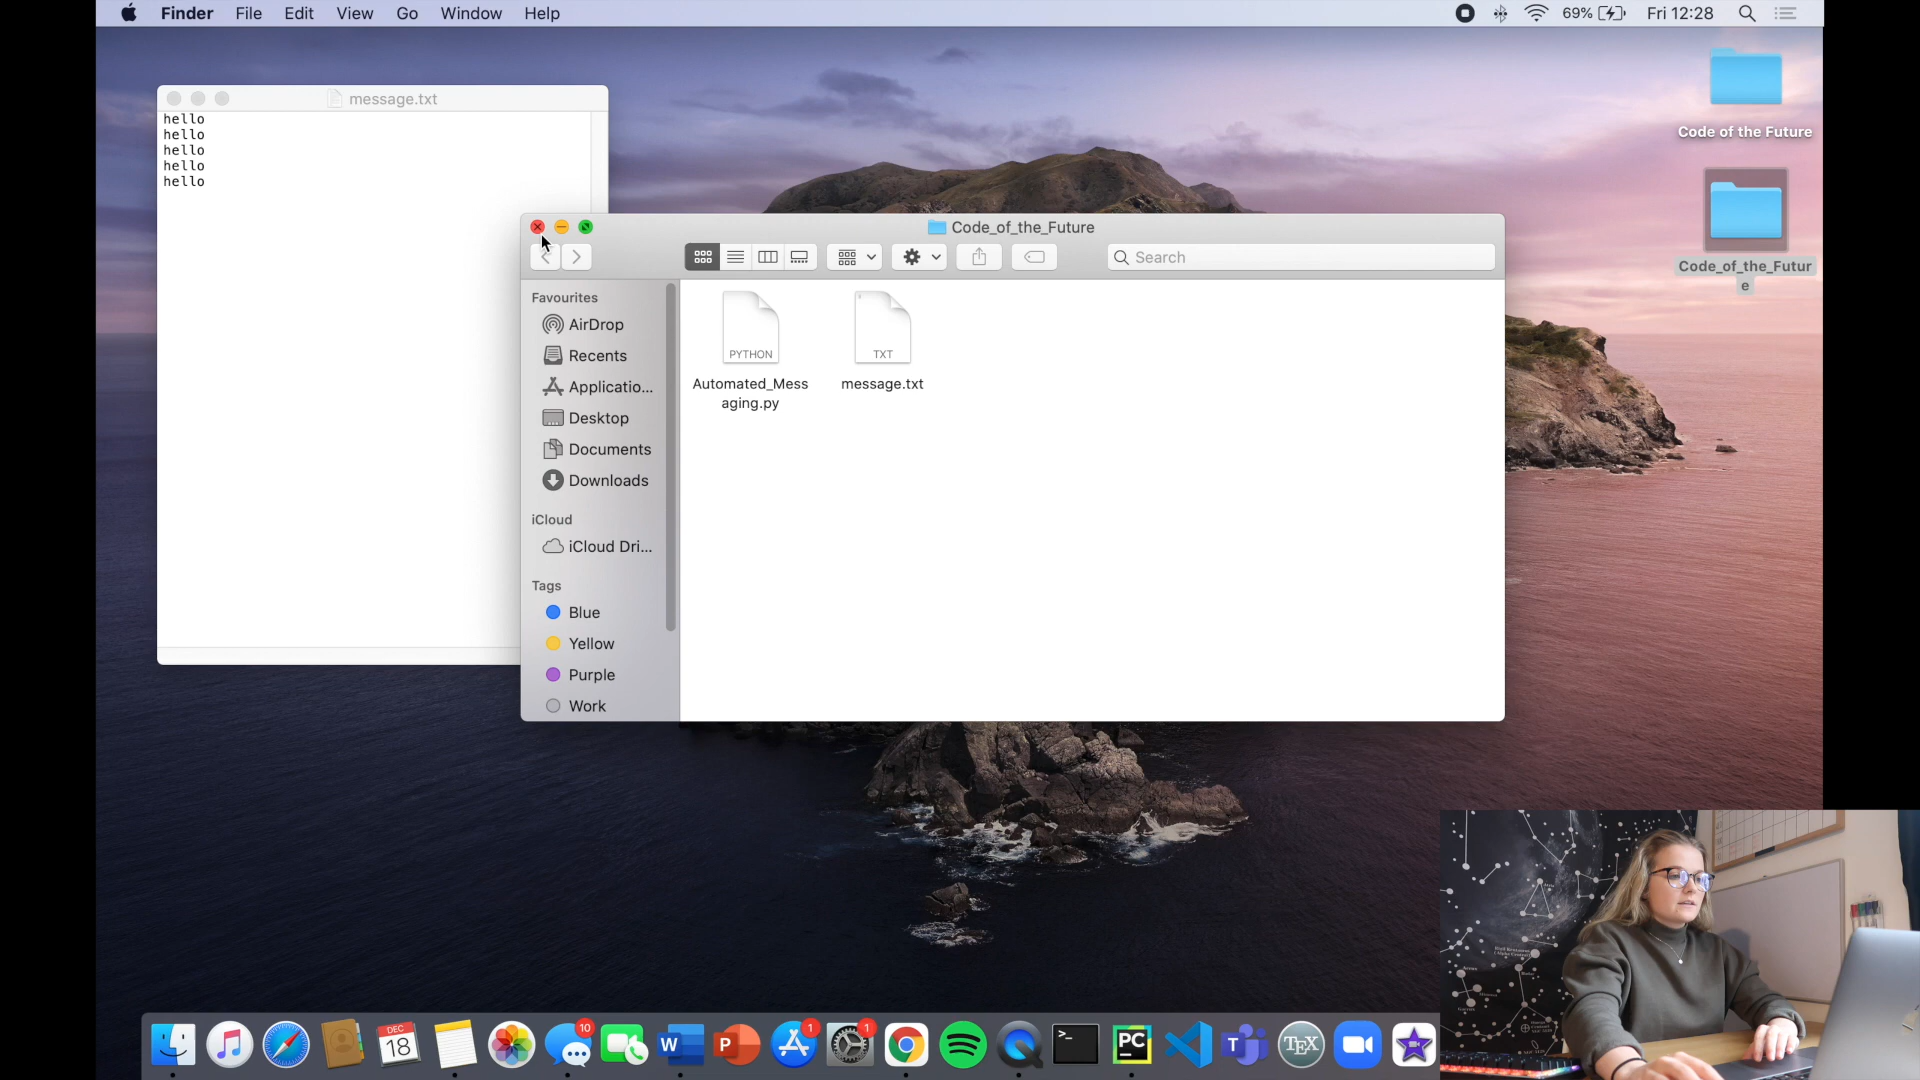 Finder File Edit View Go Window Help
69% Fri 12:28
Code of the Future
message.txt
hello
hello
hello
hello
hello
Code_of_the_Future
Search
Code_of_the_Futur
e
Favourites
AirDrop
Recents
Applicatio...
Desktop
Documents
Downloads
iCloud
iCloud Dri...
Tags
Blue
Yellow
Purple
Work
PYTHON
Automated_Mess
aging.py
TXT
message.txt
DEC
18
10
W
P
1
1
>_
PC
T
TEX